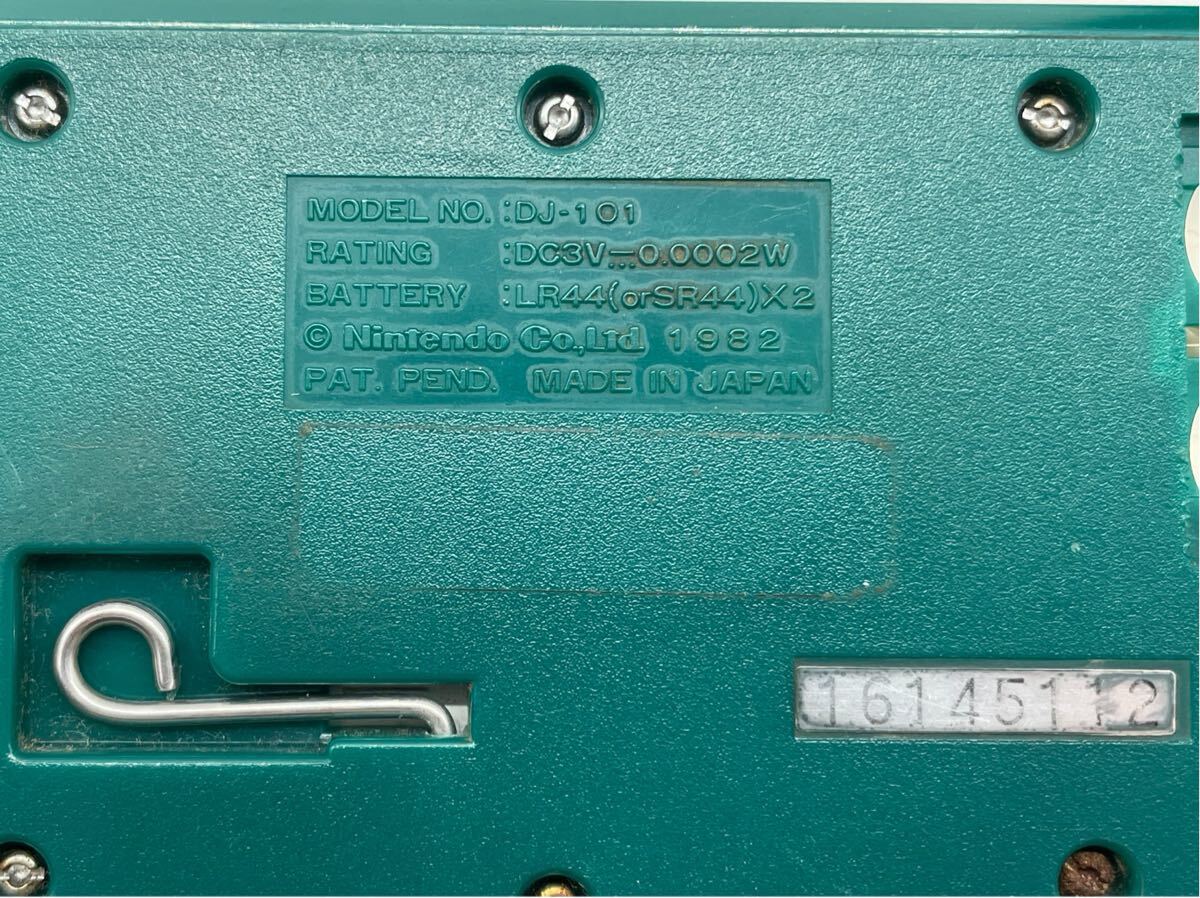 MODEL NO. :DJ-101
RATING :DC3V⎓0.0002W
BATTERY :LR44(orSR44)X2
© Nintendo Co.,Ltd 1982
PAT. PEND. MADE IN JAPAN
16145112